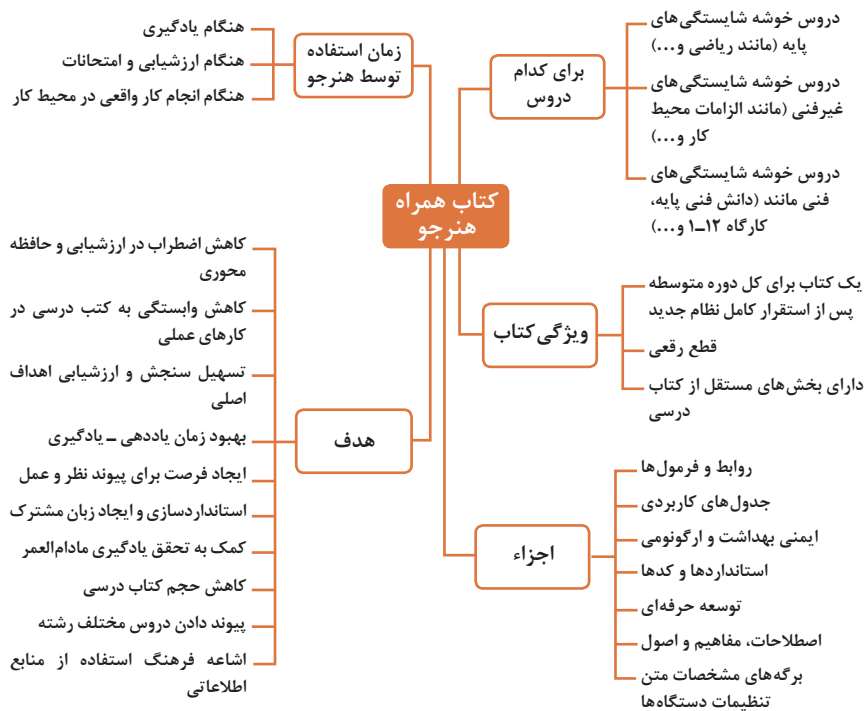 کتاب همراه
هنرجو
برای کدام
دروس
دروس خوشه شایستگی‌های
پایه (مانند ریاضی و...)
دروس خوشه شایستگی‌های
غیرفنی (مانند الزامات محیط
کار و...)
دروس خوشه شایستگی‌های
فنی مانند (دانش فنی پایه،
کارگاه ۱۲ـ۱ و...)
ویژگی کتاب
یک کتاب برای کل دوره متوسطه
پس از استقرار کامل نظام جدید
قطع رقعی
دارای بخش‌های مستقل از کتاب
درسی
اجزاء
روابط و فرمول‌ها
جدول‌های کاربردی
ایمنی بهداشت و ارگونومی
استانداردها و کدها
توسعه حرفه‌ای
اصطلاحات، مفاهیم و اصول
برگه‌های مشخصات متن
تنظیمات دستگاه‌ها
زمان استفاده
توسط هنرجو
هنگام یادگیری
هنگام ارزشیابی و امتحانات
هنگام انجام کار واقعی در محیط کار
هدف
کاهش اضطراب در ارزشیابی و حافظه
محوری
کاهش وابستگی به کتب درسی در
کارهای عملی
تسهیل سنجش و ارزشیابی اهداف
اصلی
بهبود زمان یاددهی ـ یادگیری
ایجاد فرصت برای پیوند نظر و عمل
استانداردسازی و ایجاد زبان مشترک
کمک به تحقق یادگیری مادام‌العمر
کاهش حجم کتاب درسی
پیوند دادن دروس مختلف رشته
اشاعه فرهنگ استفاده از منابع
اطلاعاتی